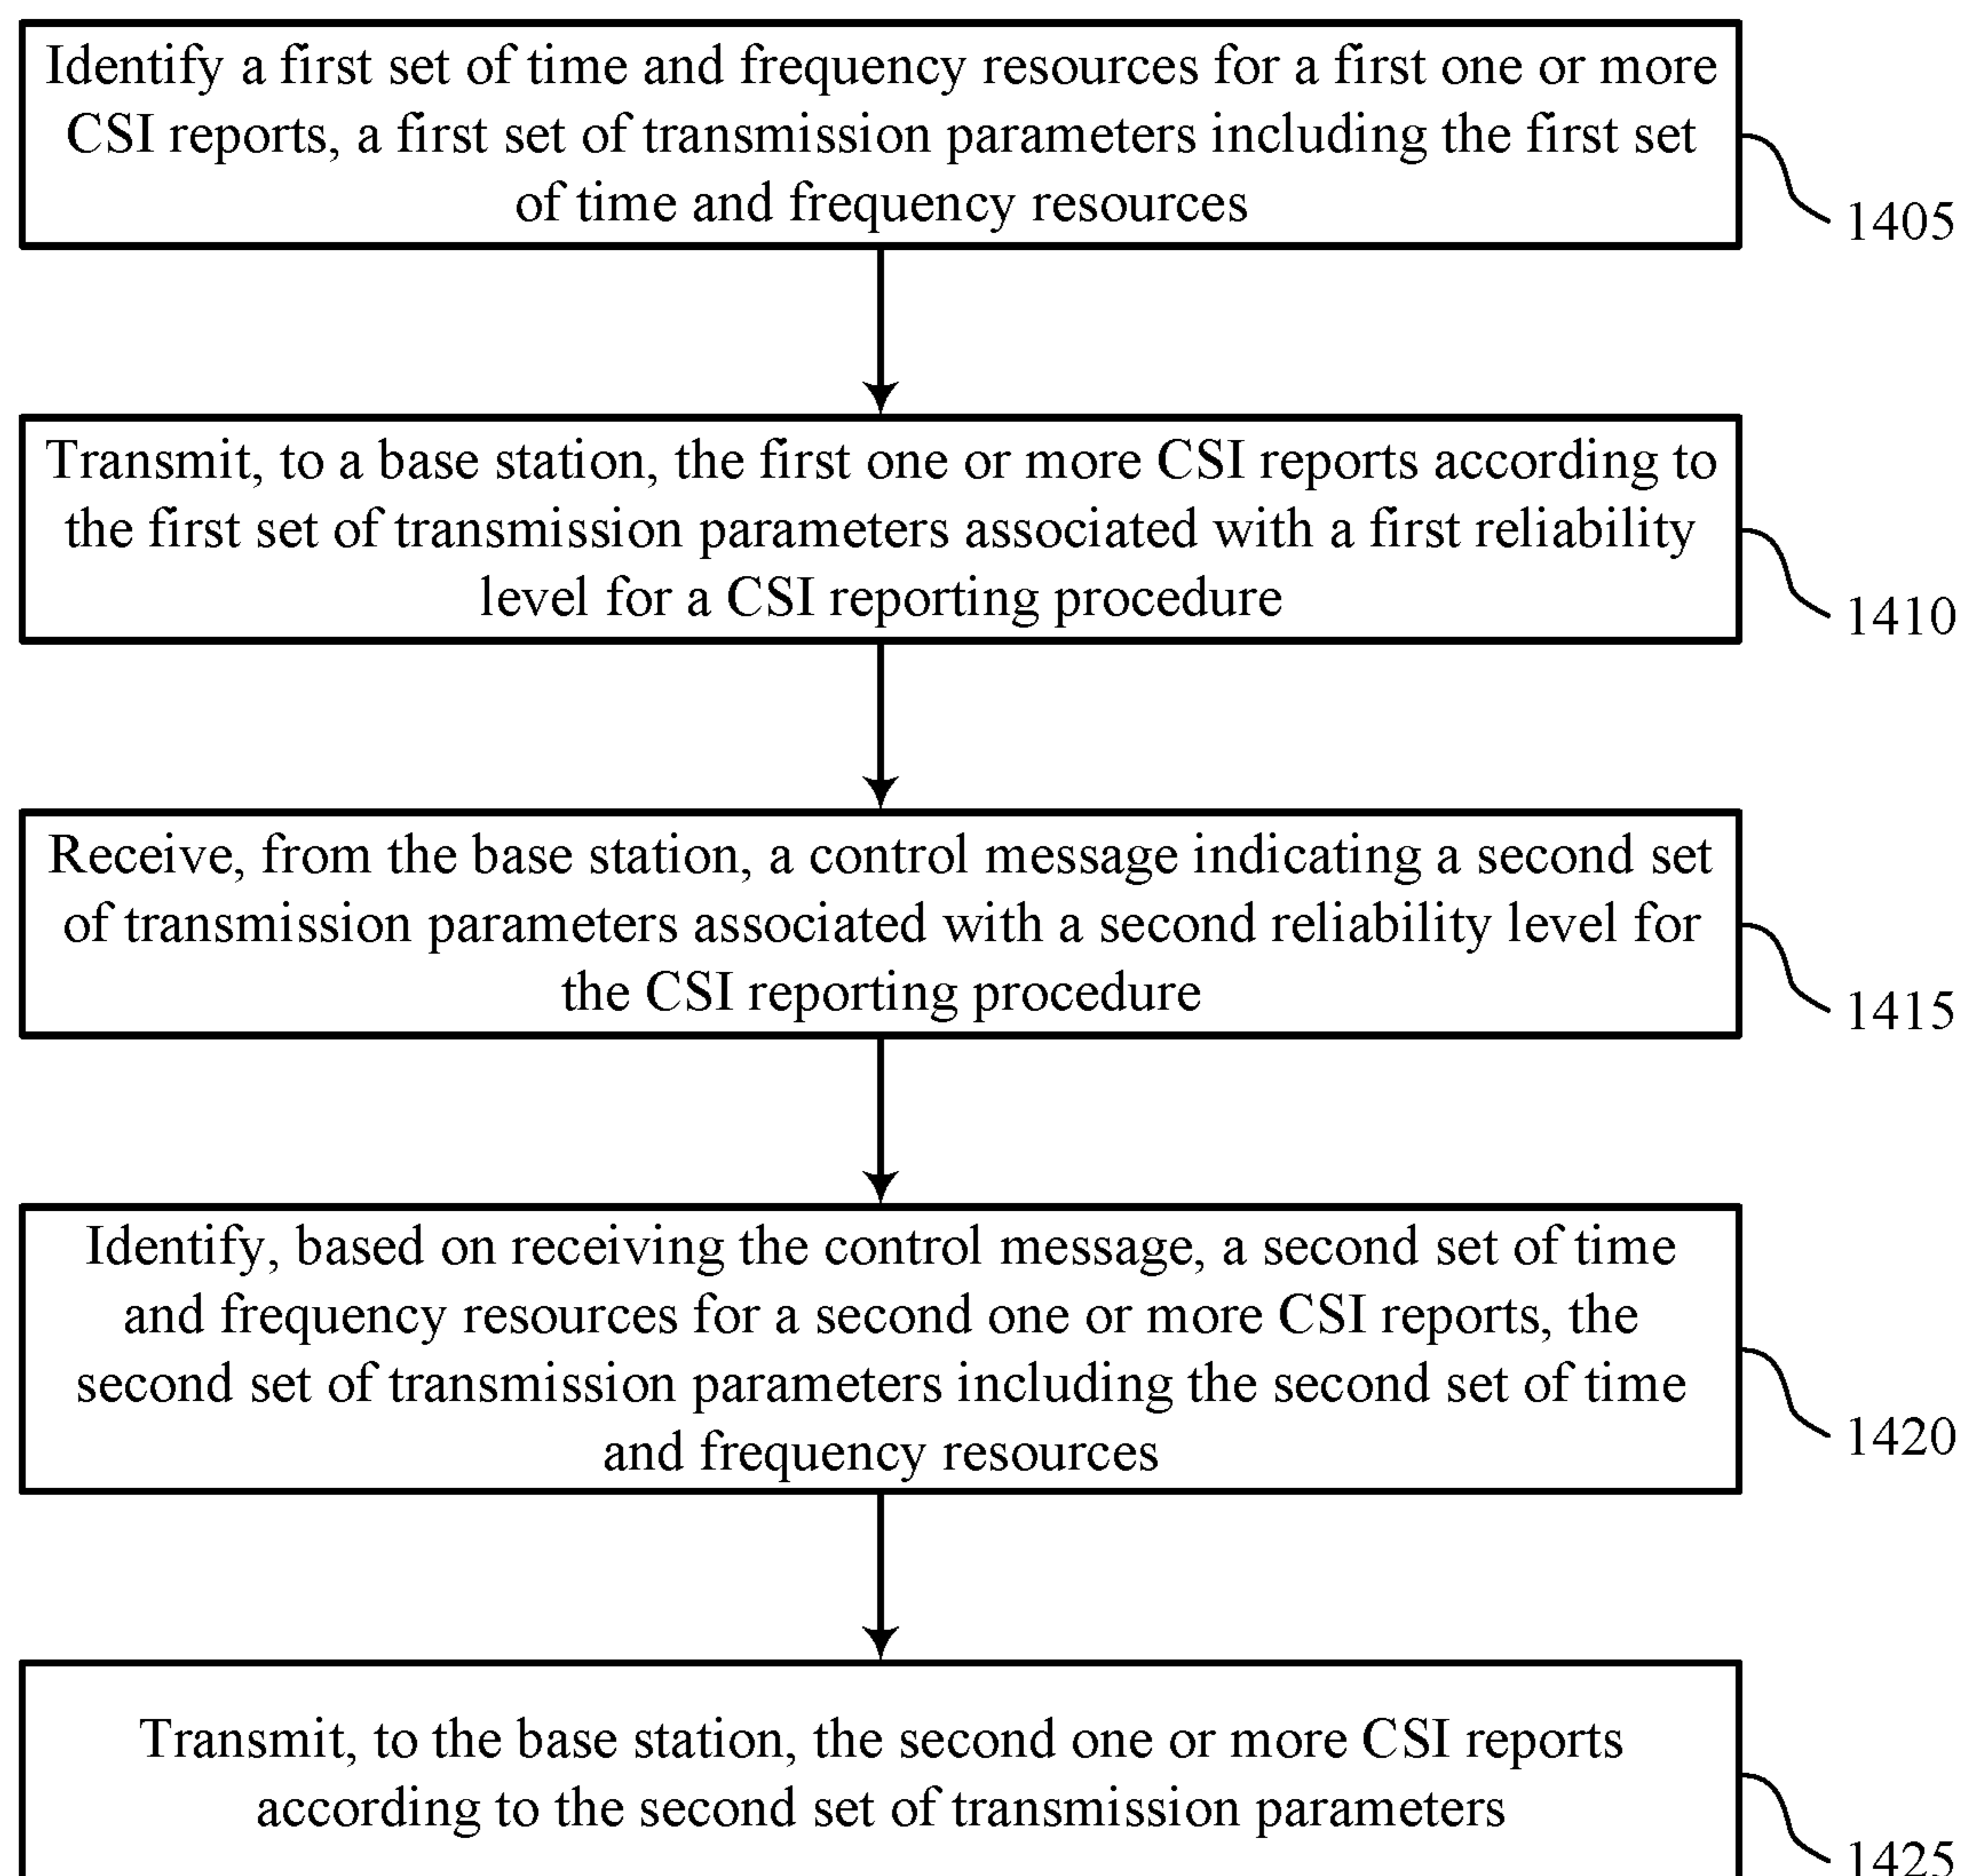 Identify a first set of time and frequency resources for a first one or more
CSI reports, a first set of transmission parameters including the first set
of time and frequency resources
1405
Transmit, to a base station, the first one or more CSI reports according to
the first set of transmission parameters associated with a first reliability
level for a CSI reporting procedure
1410
Receive, from the base station, a control message indicating a second set
of transmission parameters associated with a second reliability level for
the CSI reporting procedure
1415
Identify, based on receiving the control message, a second set of time
and frequency resources for a second one or more CSI reports, the
second set of transmission parameters including the second set of time
and frequency resources
1420
Transmit, to the base station, the second one or more CSI reports
according to the second set of transmission parameters
1425